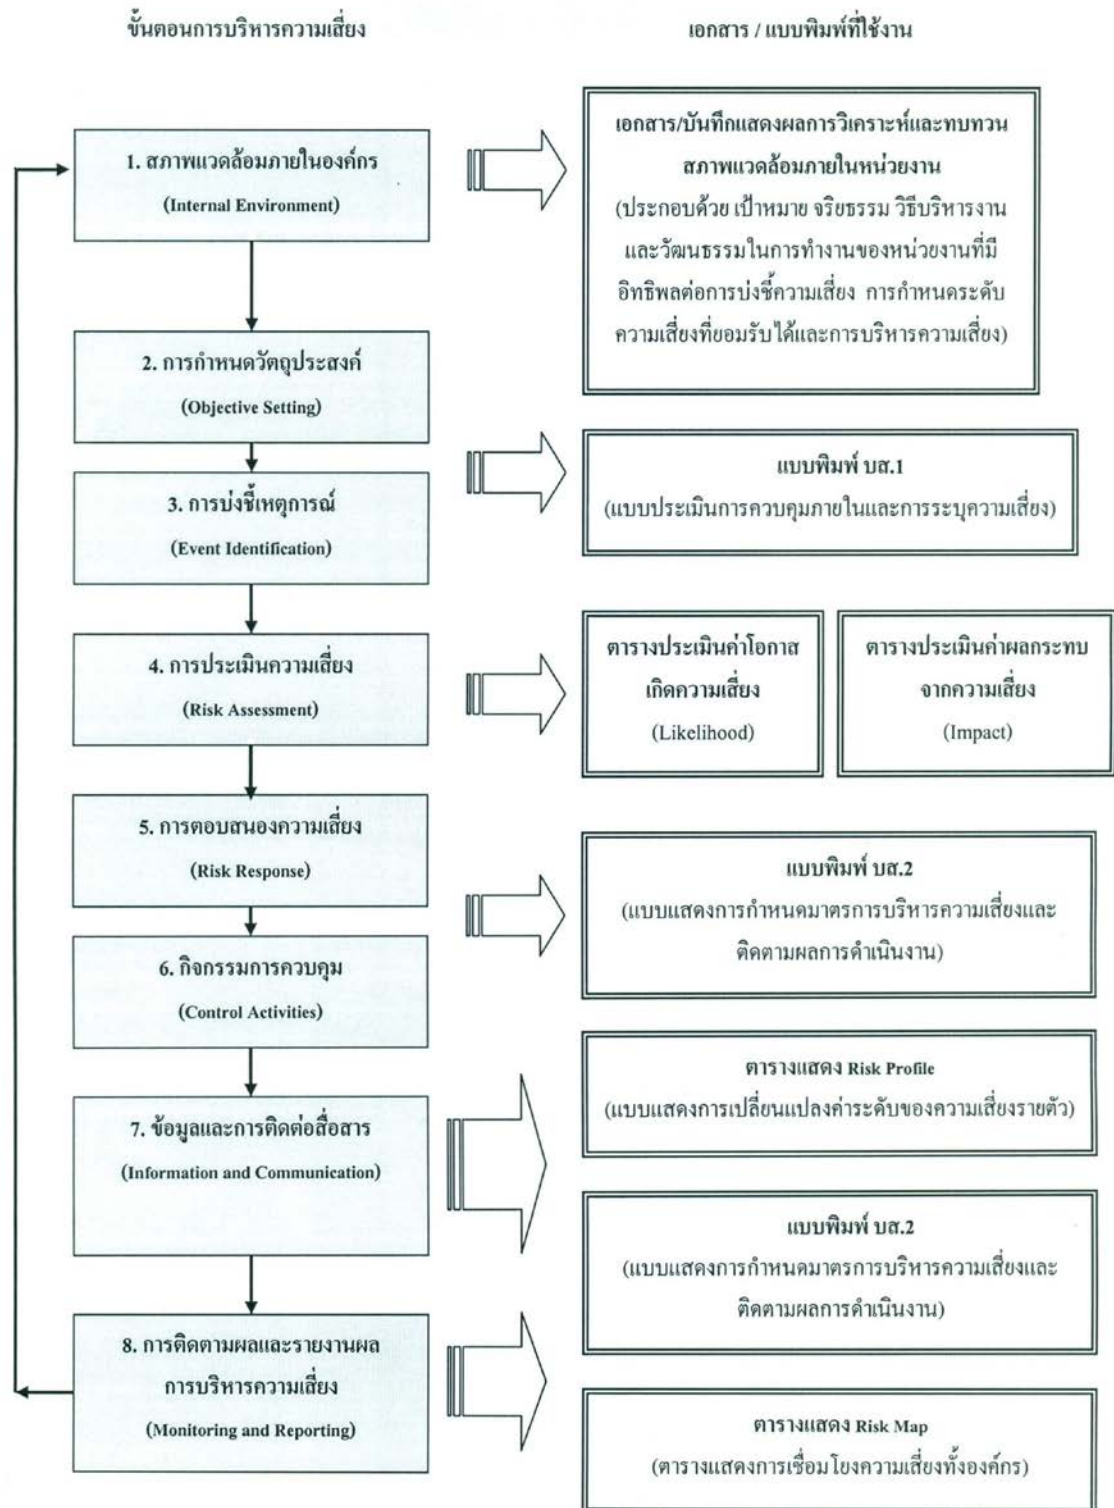 ขั้นตอนการบริหารความเสี่ยง
เอกสาร / แบบพิมพ์ที่ใช้งาน
1. สภาพแวดล้อมภายในองค์กร
(Internal Environment)
เอกสาร/บันทึกแสดงผลการวิเคราะห์และทบทวน
สภาพแวดล้อมภายในหน่วยงาน
(ประกอบด้วย เป้าหมาย จริยธรรม วิธีบริหารงาน
และวัฒนธรรมในการทำงานของหน่วยงานที่มี
อิทธิพลต่อการบ่งชี้ความเสี่ยง การกำหนดระดับ
ความเสี่ยงที่ยอมรับได้และการบริหารความเสี่ยง)
2. การกำหนดวัตถุประสงค์
(Objective Setting)
3. การบ่งชี้เหตุการณ์
(Event Identification)
แบบพิมพ์ บส.1
(แบบประเมินการควบคุมภายในและการระบุความเสี่ยง)
4. การประเมินความเสี่ยง
(Risk Assessment)
ตารางประเมินค่าโอกาส
เกิดความเสี่ยง
(Likelihood)
ตารางประเมินค่าผลกระทบ
จากความเสี่ยง
(Impact)
5. การตอบสนองความเสี่ยง
(Risk Response)
6. กิจกรรมการควบคุม
(Control Activities)
แบบพิมพ์ บส.2
(แบบแสดงการกำหนดมาตรการบริหารความเสี่ยงและ
ติดตามผลการดำเนินงาน)
7. ข้อมูลและการติดต่อสื่อสาร
(Information and Communication)
ตารางแสดง Risk Profile
(แบบแสดงการเปลี่ยนแปลงค่าระดับของความเสี่ยงรายตัว)
แบบพิมพ์ บส.2
(แบบแสดงการกำหนดมาตรการบริหารความเสี่ยงและ
ติดตามผลการดำเนินงาน)
8. การติดตามผลและรายงานผล
การบริหารความเสี่ยง
(Monitoring and Reporting)
ตารางแสดง Risk Map
(ตารางแสดงการเชื่อมโยงความเสี่ยงทั้งองค์กร)